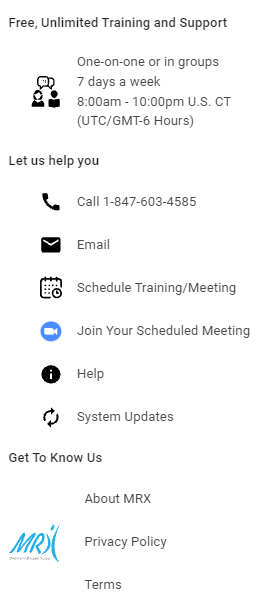 Free, Unlimited Training and Support
One-on-one or in groups
7 days a week
8:00am - 10:00pm U.S. CT
(UTC/GMT-6 Hours)
Let us help you
Call 1-847-603-4585
Email
Schedule Training/Meeting
Join Your Scheduled Meeting
Help
System Updates
Get To Know Us
About MRX
MRX
Privacy Policy
Terms